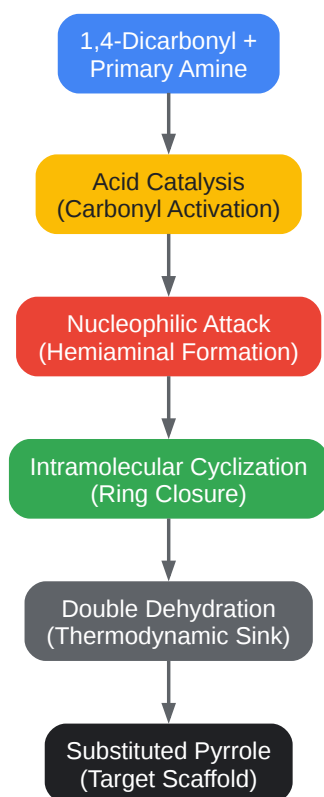 1,4-Dicarbonyl +
Primary Amine
Acid Catalysis
(Carbonyl Activation)
Nucleophilic Attack
(Hemiaminal Formation)
Intramolecular Cyclization
(Ring Closure)
Double Dehydration
(Thermodynamic Sink)
Substituted Pyrrole
(Target Scaffold)